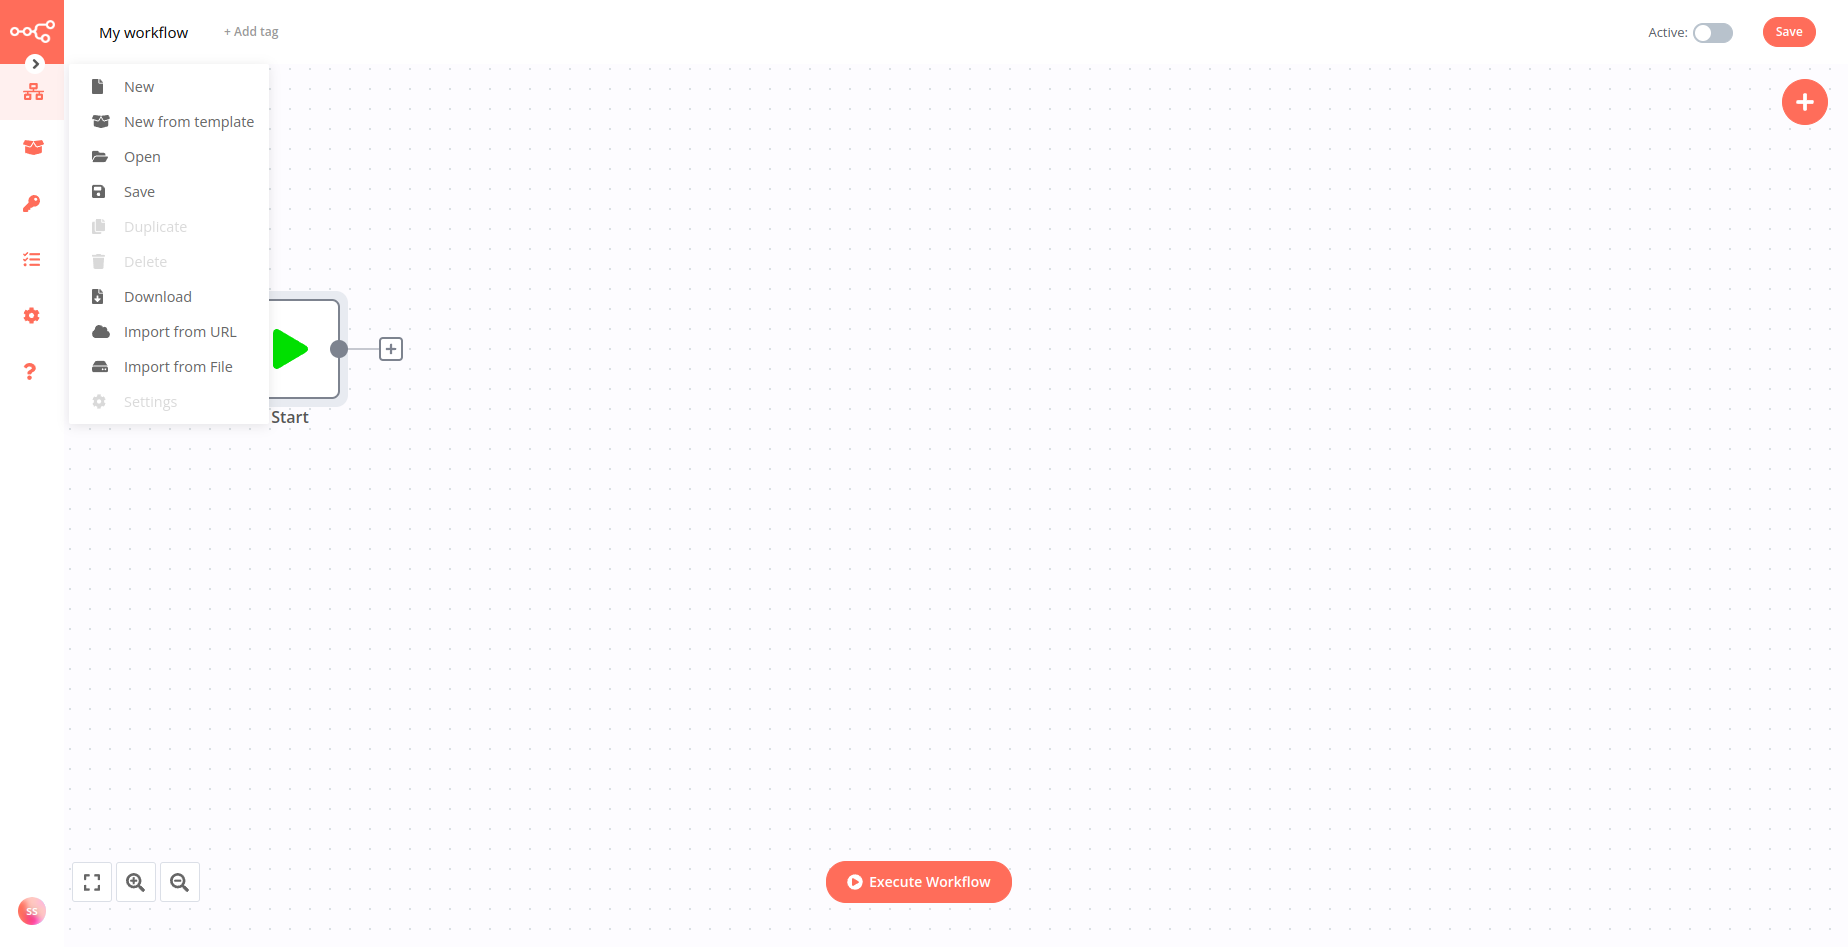 My workflow
+ Add tag
Active:
Save
New
New from template
Open
Save
Duplicate
Delete
Download
Import from URL
Import from File
Settings
Start
Execute Workflow
SS